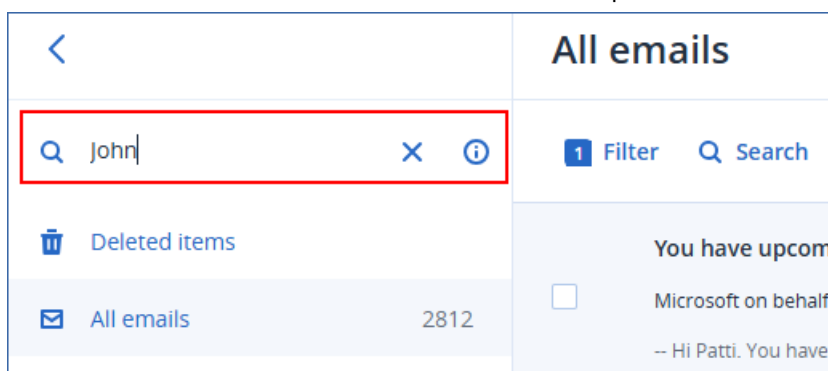 All emails
John
1 Filter Search
Deleted items
You have upcom
All emails 2812
Microsoft on behalf
-- Hi Patti. You have